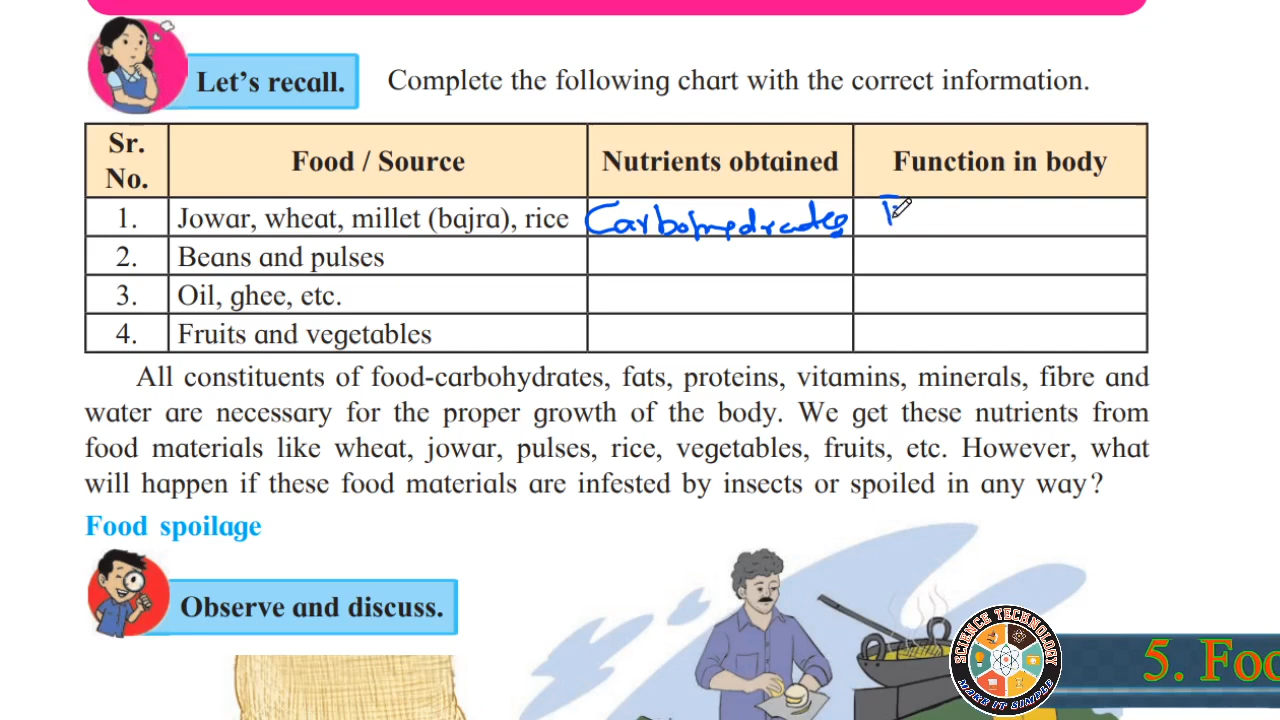 Let's recall. Complete the following chart with the correct information.
Sr. No. Food / Source Nutrients obtained Function in body
1. Jowar, wheat, millet (bajra), rice Carbohydrates
2. Beans and pulses
3. Oil, ghee, etc.
4. Fruits and vegetables
All constituents of food-carbohydrates, fats, proteins, vitamins, minerals, fibre and
water are necessary for the proper growth of the body. We get these nutrients from
food materials like wheat, jowar, pulses, rice, vegetables, fruits, etc. However, what
will happen if these food materials are infested by insects or spoiled in any way?
Food spoilage
Observe and discuss.
SCIENCE TECHNOLOGY
MAKE IT SIMPLE
5. Foo